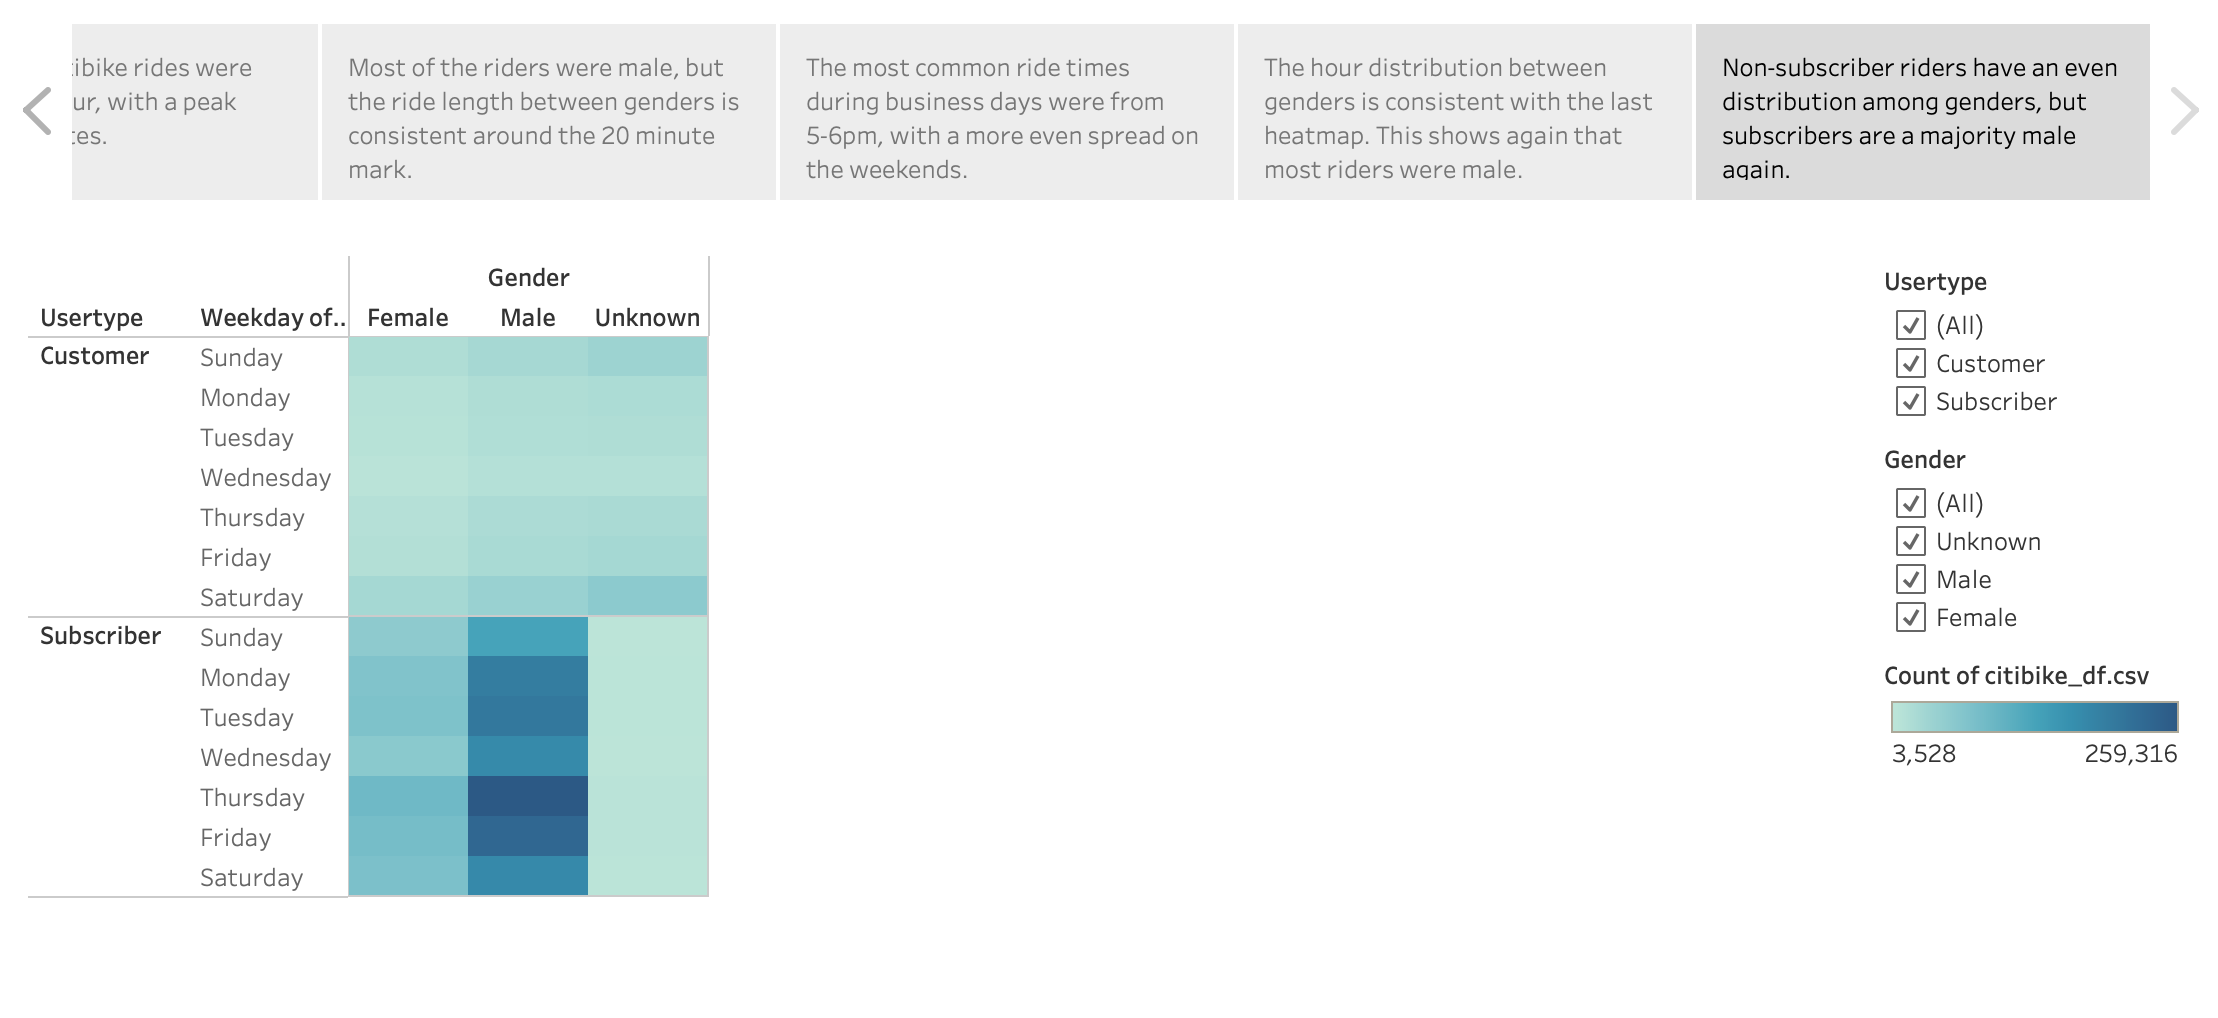 ibike rides were
ur, with a peak
tes.
Most of the riders were male, but
the ride length between genders is
consistent around the 20 minute
mark.
The most common ride times
during business days were from
5-6pm, with a more even spread on
the weekends.
The hour distribution between
genders is consistent with the last
heatmap. This shows again that
most riders were male.
Non-subscriber riders have an even
distribution among genders, but
subscribers are a majority male
again.
Gender
Usertype Weekday of.. Female Male Unknown
Customer Sunday
Monday
Tuesday
Wednesday
Thursday
Friday
Saturday
Subscriber Sunday
Monday
Tuesday
Wednesday
Thursday
Friday
Saturday
Usertype
(All)
Customer
Subscriber
Gender
(All)
Unknown
Male
Female
Count of citibike_df.csv
3,528 259,316